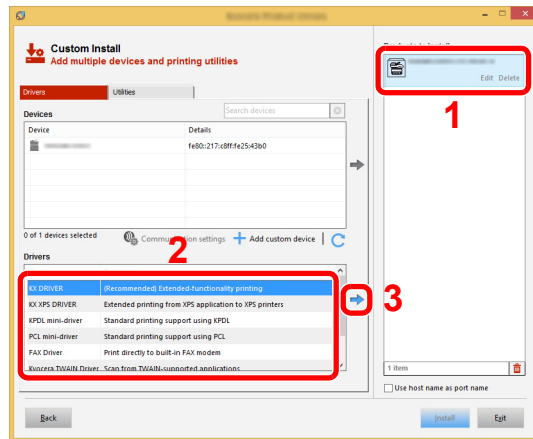 Custom Install
Add multiple devices and printing utilities
Edit Delete
1
Drivers Utilities
Devices Search devices
Device Details
fe80::217:c8ff:fe25:43b0
0 of 1 devices selected Communication settings Add custom device
2
Drivers
KX DRIVER (Recommended) Extended-functionality printing
KX XPS DRIVER Extended printing from XPS application to XPS printers
3
KPDL mini-driver Standard printing support using KPDL
PCL mini-driver Standard printing support using PCL
FAX Driver Print directly to built-in FAX modem
Kyocera TWAIN Driver Scan from TWAIN-supported applications
1 item
Use host name as port name
Back Install Exit